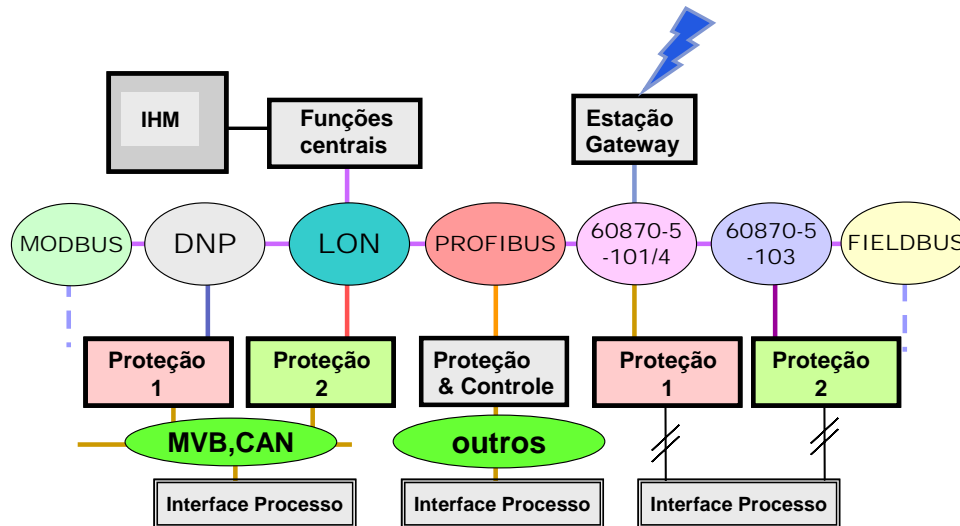 IHM
Funções
centrais
Estação
Gateway
MODBUS
DNP
LON
PROFIBUS
60870-5
-101/4
60870-5
-103
FIELDBUS
Proteção
1
Proteção
2
Proteção
& Controle
Proteção
1
Proteção
2
MVB,CAN
outros
Interface Processo
Interface Processo
Interface Processo